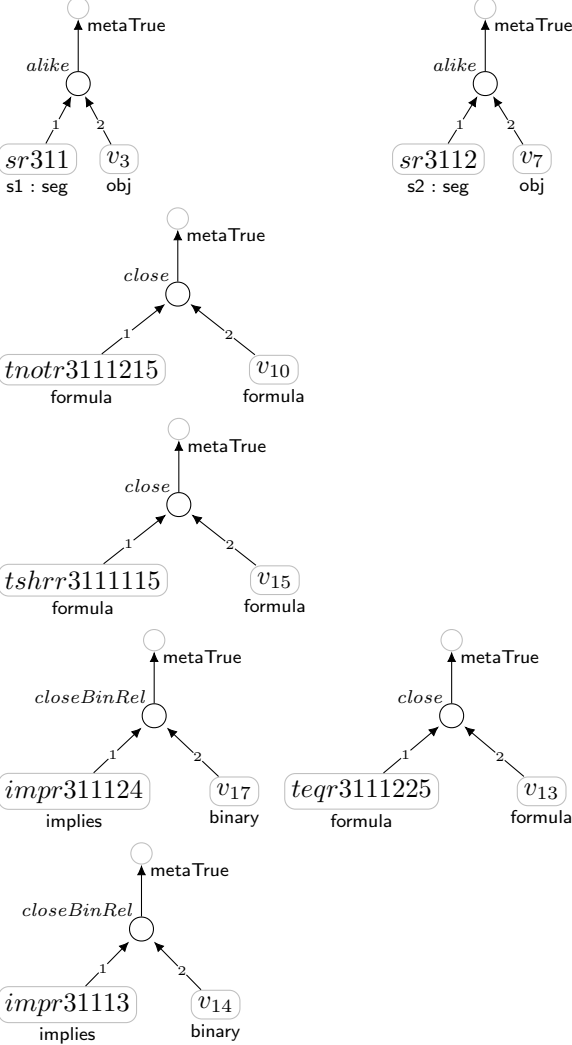 metaTrue metaTrue
alike alike
1 2 1 2
sr311 v3 sr3112 v7
s1 : seg obj s2 : seg obj
metaTrue
close
1 2
tnotr3111215 v10
formula formula
metaTrue
close
1 2
tshrr3111115 v15
formula formula
metaTrue metaTrue
closeBinRel close
1 2 1 2
impr311124 v17 teqr3111225 v13
implies binary formula formula
metaTrue
closeBinRel
1 2
impr31113 v14
implies binary